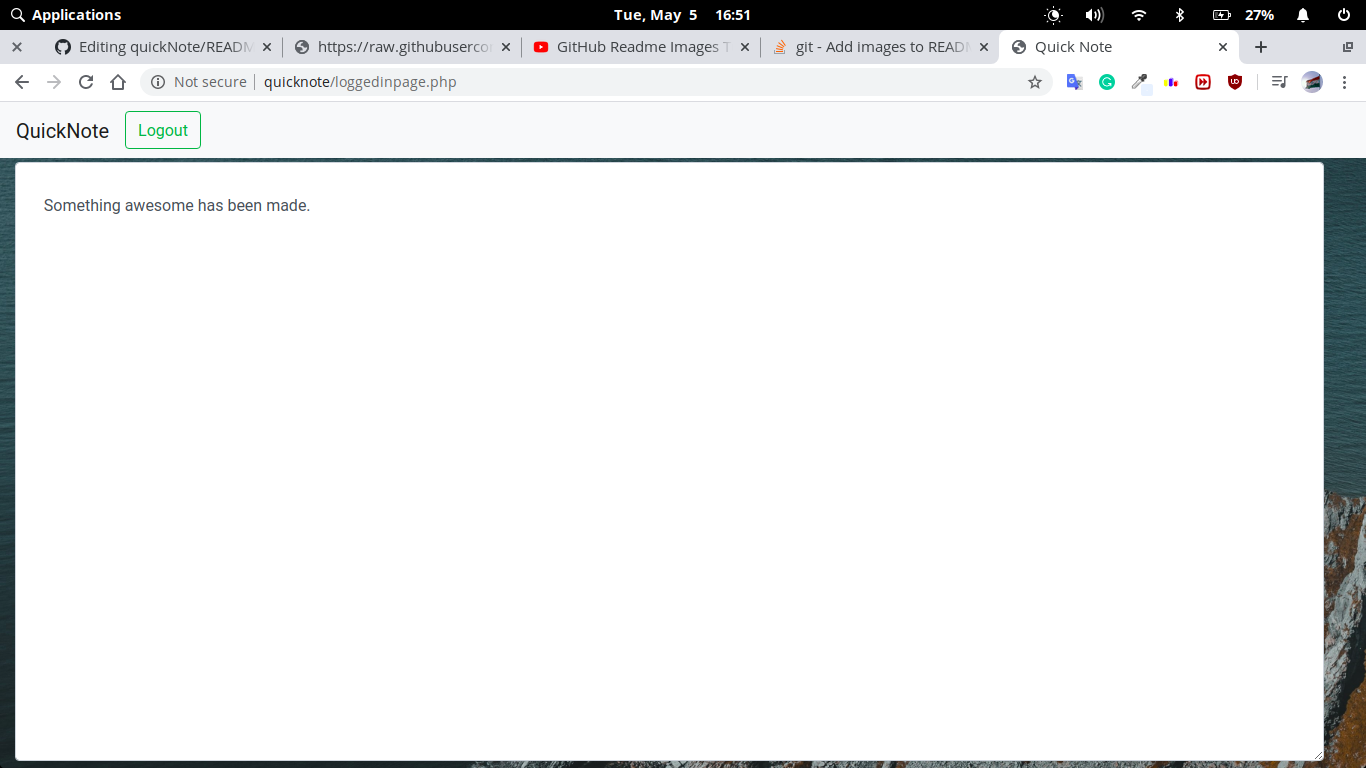 Applications
Tue, May 5 16:51
27%
Editing quickNote/READM
https://raw.githubuserco
GitHub Readme Images T
git - Add images to READM
Quick Note
Not secure
quicknote/loggedinpage.php
QuickNote
Logout
Something awesome has been made.